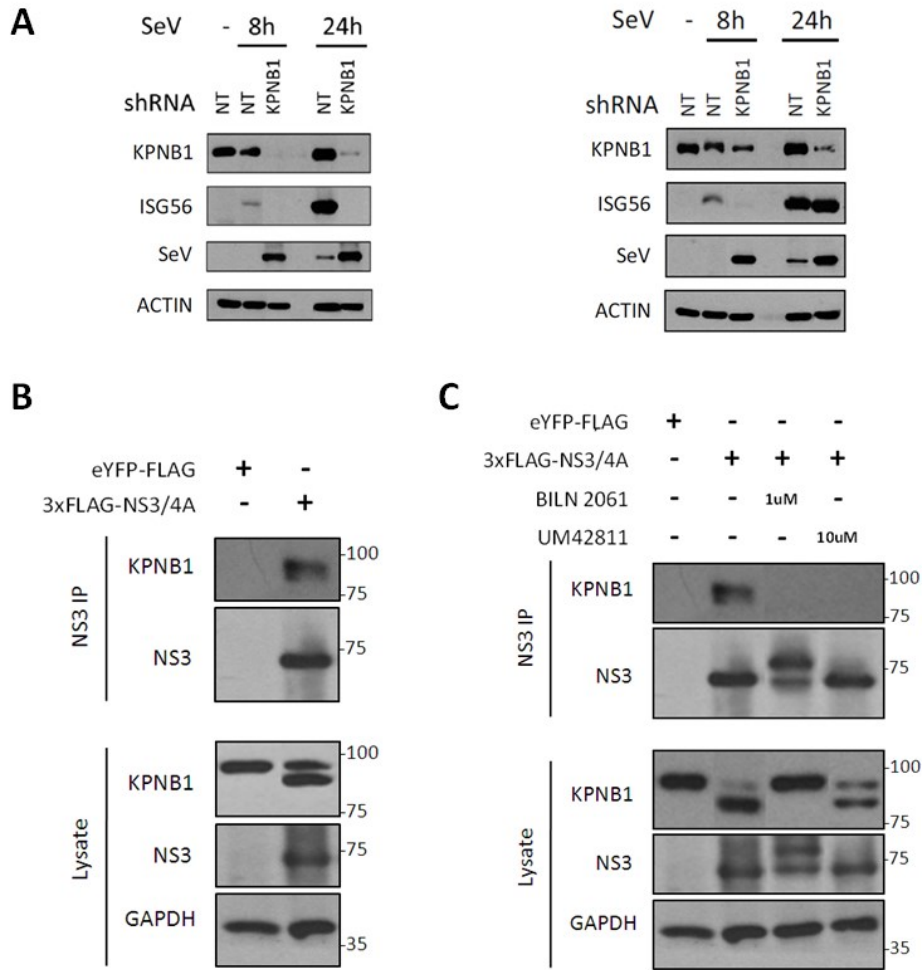 A
SeV - 8h 24h
shRNA NT NT KPNB1 NT KPNB1
KPNB1
ISG56
SeV
ACTIN
SeV - 8h 24h
shRNA NT NT KPNB1 NT KPNB1
KPNB1
ISG56
SeV
ACTIN
B
eYFP-FLAG + -
3xFLAG-NS3/4A - +
NS3 IP
KPNB1 -100
-75
NS3 -75
Lysate
KPNB1 -100
-75
NS3 -75
GAPDH -35
C
eYFP-FLAG + - - -
3xFLAG-NS3/4A - + + +
BILN 2061 - - 1uM -
UM42811 - - - 10uM
NS3 IP
KPNB1 -100
-75
NS3 -75
Lysate
KPNB1 -100
-75
NS3 -75
GAPDH -35